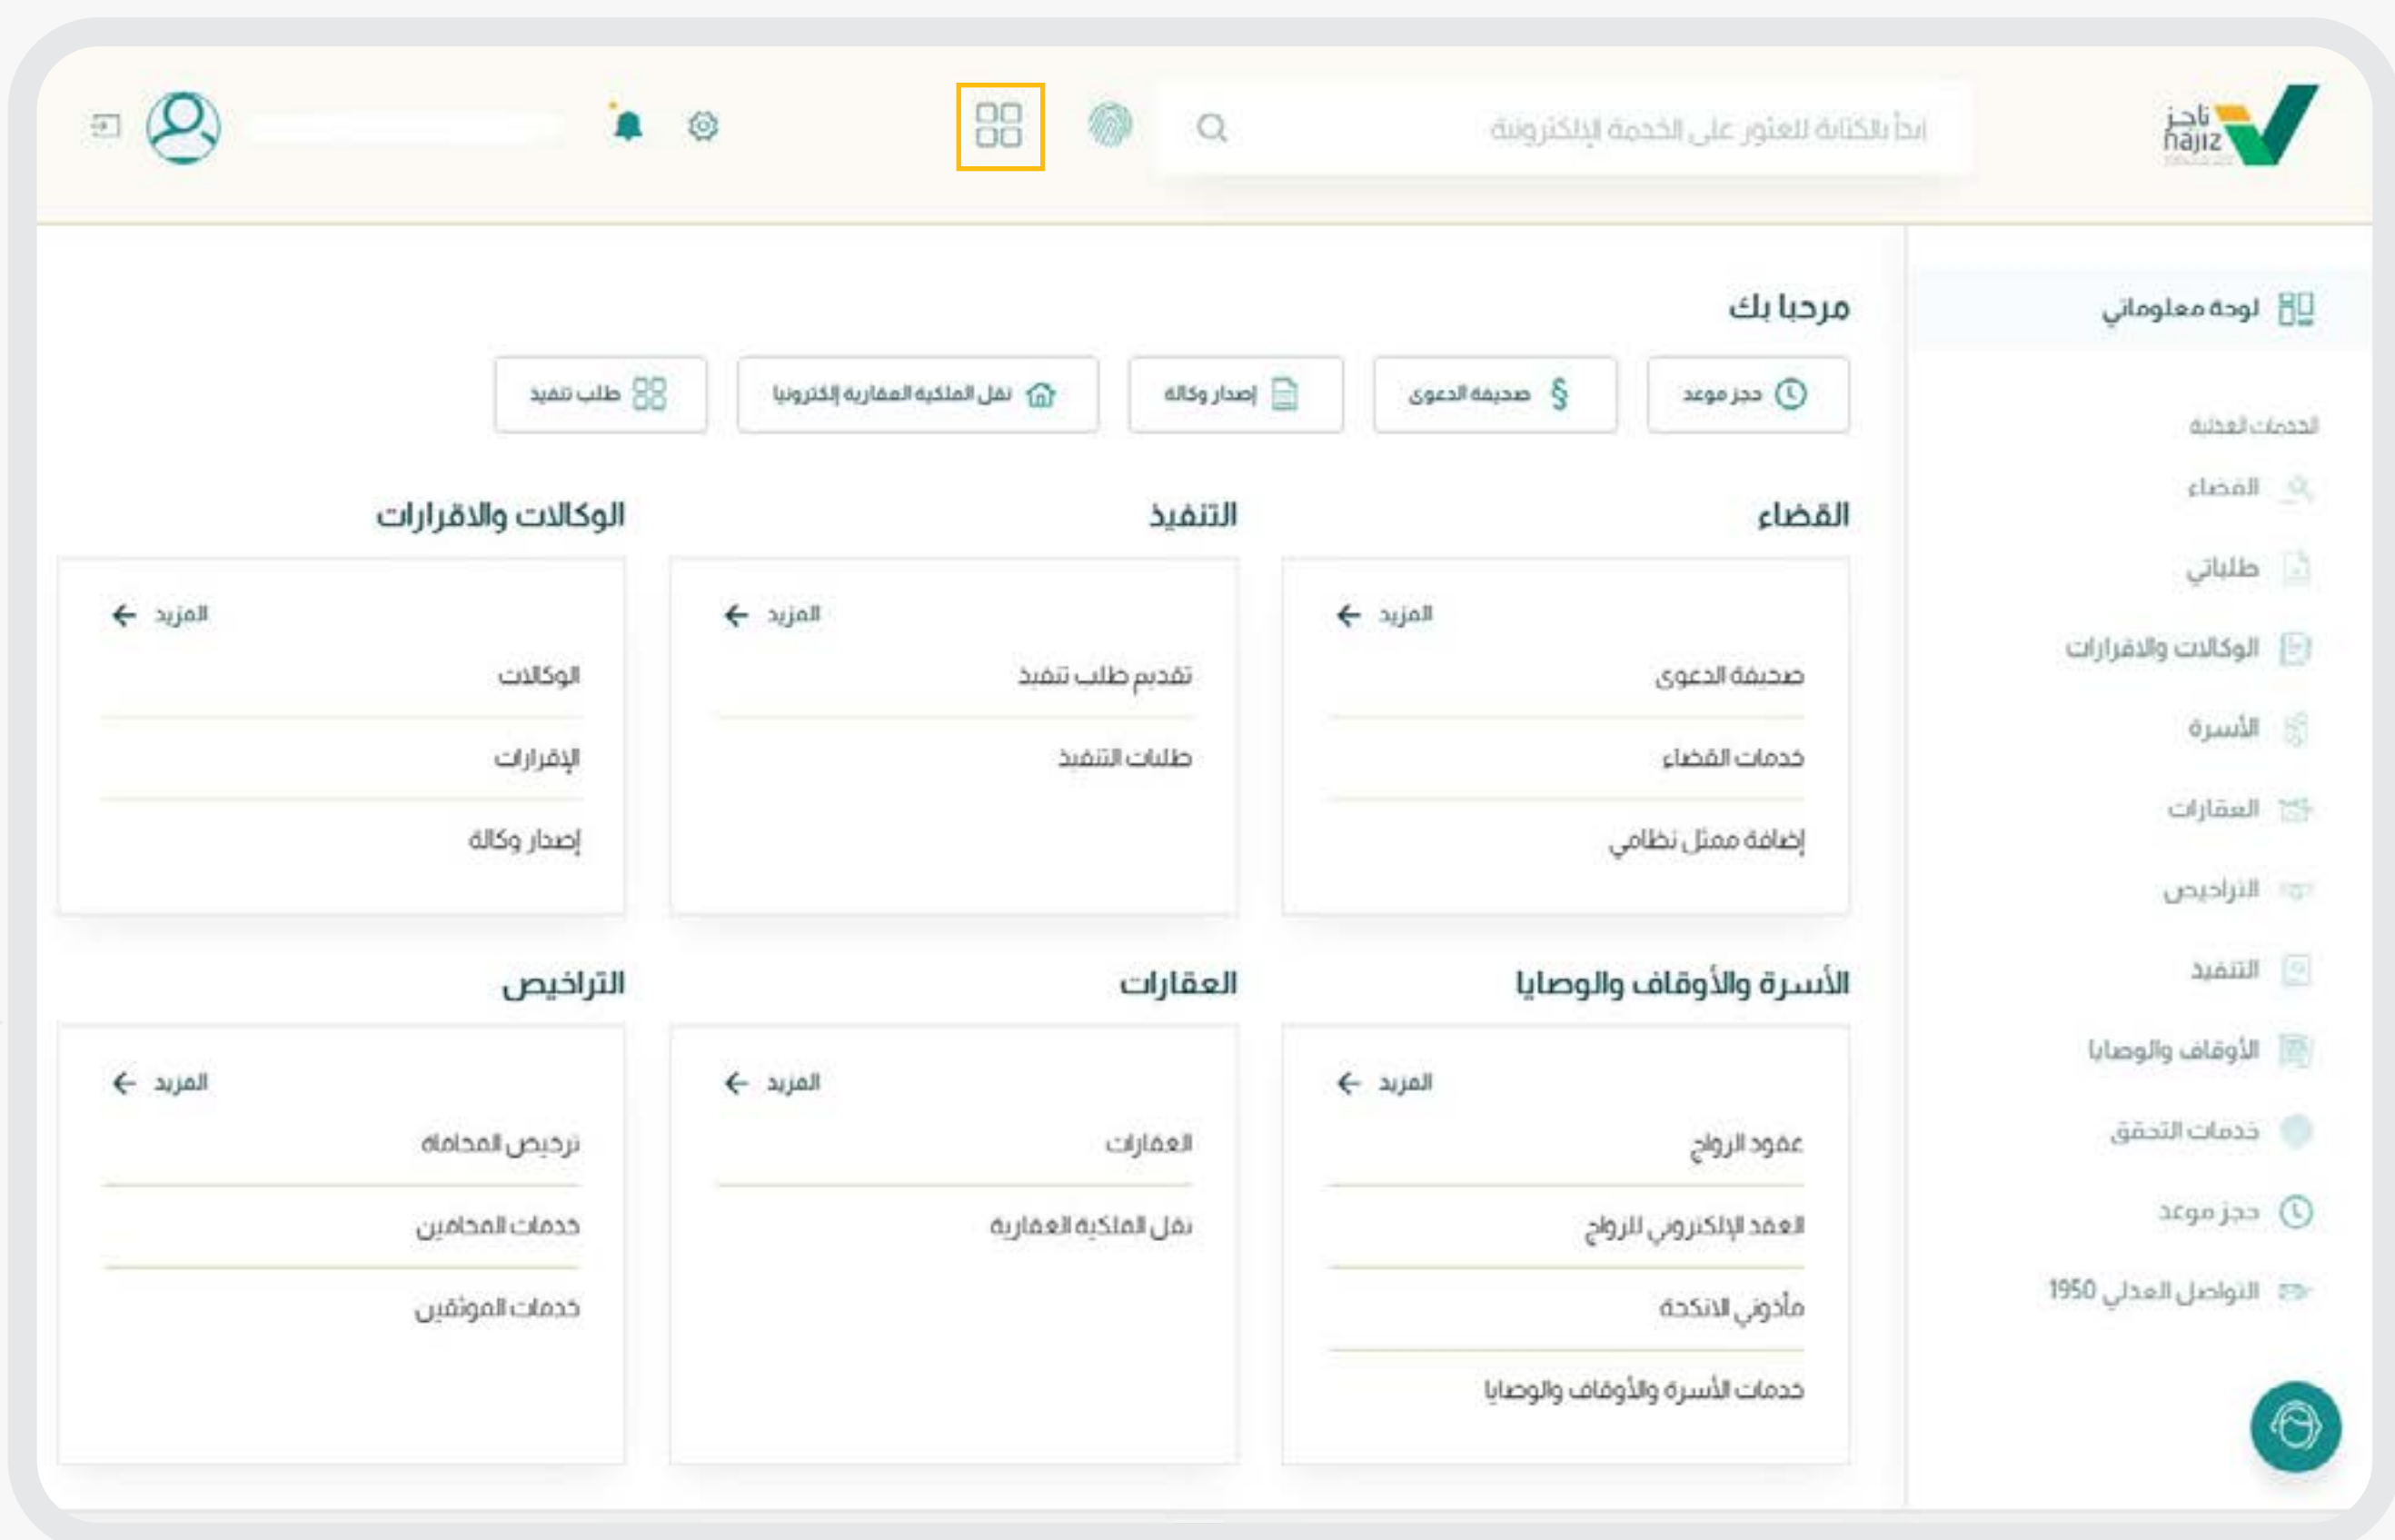 ناجز
najiz
ابدأ بالكتابة للعثور على الخدمة الإلكترونية
لوحة معلوماتي
الخدمات العدلية
القضاء
طلباتي
الوكالات والاقرارات
الأسرة
العقارات
التراخيص
التنفيذ
الأوقاف والوصايا
خدمات التحقق
حجز موعد
التواصل العدلي 1950
مرحبا بك
حجز موعد
صحيفة الدعوى
إصدار وكالة
نقل الملكية العقارية إلكترونيا
طلب تنفيذ
القضاء
المزيد
صحيفة الدعوى
خدمات القضاء
إضافة ممثل نظامي
التنفيذ
المزيد
تقديم طلب تنفيذ
طلبات التنفيذ
الوكالات والاقرارات
المزيد
الوكالات
الإقرارات
إصدار وكالة
الأسرة والأوقاف والوصايا
المزيد
عقود الزواج
العقد الإلكتروني للزواج
مأذوني الانكحة
خدمات الأسرة والأوقاف والوصايا
العقارات
المزيد
العقارات
نقل الملكية العقارية
التراخيص
المزيد
ترخيص المحاماة
خدمات المحامين
خدمات الموثقين